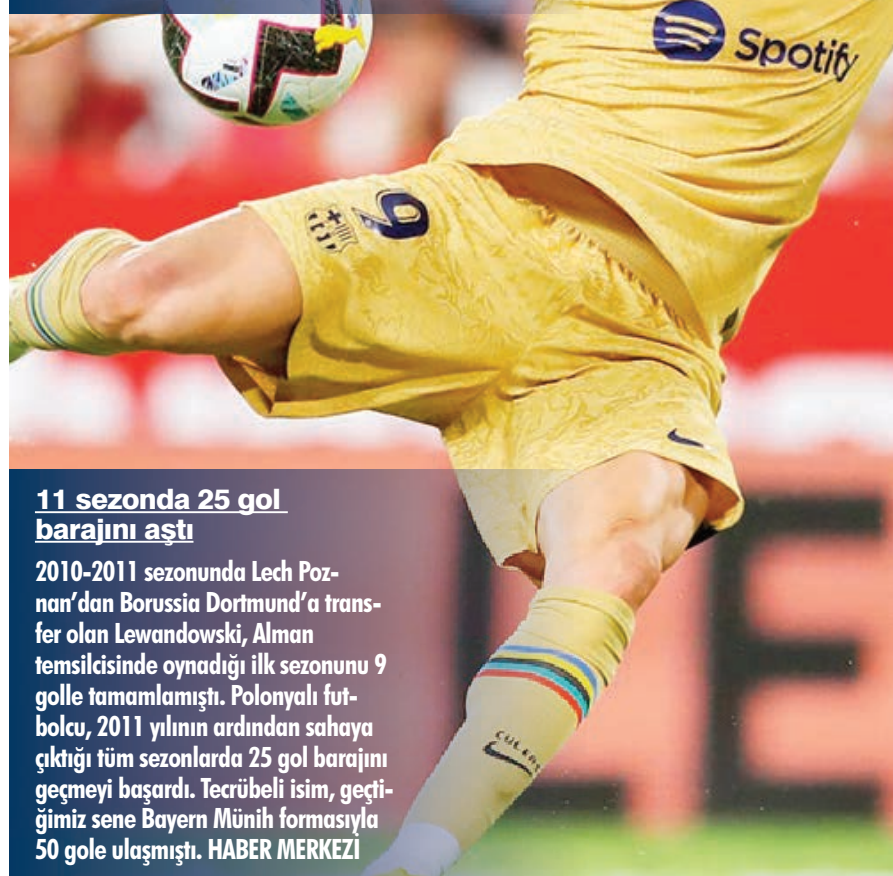 Spotify
9
11 sezonda 25 gol
barajını aştı
2010-2011 sezonunda Lech Poz-
nan’dan Borussia Dortmund’a trans-
fer olan Lewandowski, Alman
temsilcisinde oynadığı ilk sezonunu 9
golle tamamlamıştı. Polonyalı fut-
bolcu, 2011 yılının ardından sahaya
çıktığı tüm sezonlarda 25 gol barajını
geçmeyi başardı. Tecrübeli isim, geçti-
ğimiz sene Bayern Münih formasıyla
50 gole ulaşmıştı. HABER MERKEZİ